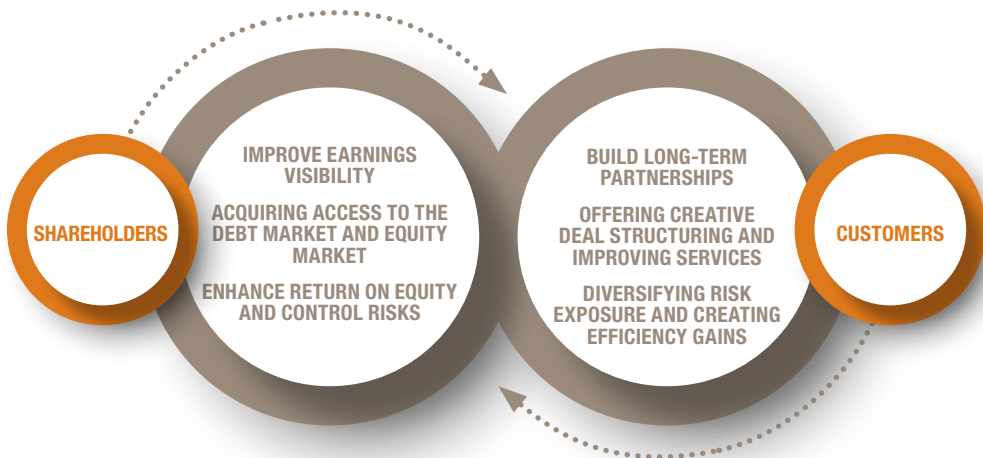 SHAREHOLDERS
IMPROVE EARNINGS
VISIBILITY
ACQUIRING ACCESS TO THE
DEBT MARKET AND EQUITY
MARKET
ENHANCE RETURN ON EQUITY
AND CONTROL RISKS
BUILD LONG-TERM
PARTNERSHIPS
OFFERING CREATIVE
DEAL STRUCTURING AND
IMPROVING SERVICES
DIVERSIFYING RISK
EXPOSURE AND CREATING
EFFICIENCY GAINS
CUSTOMERS